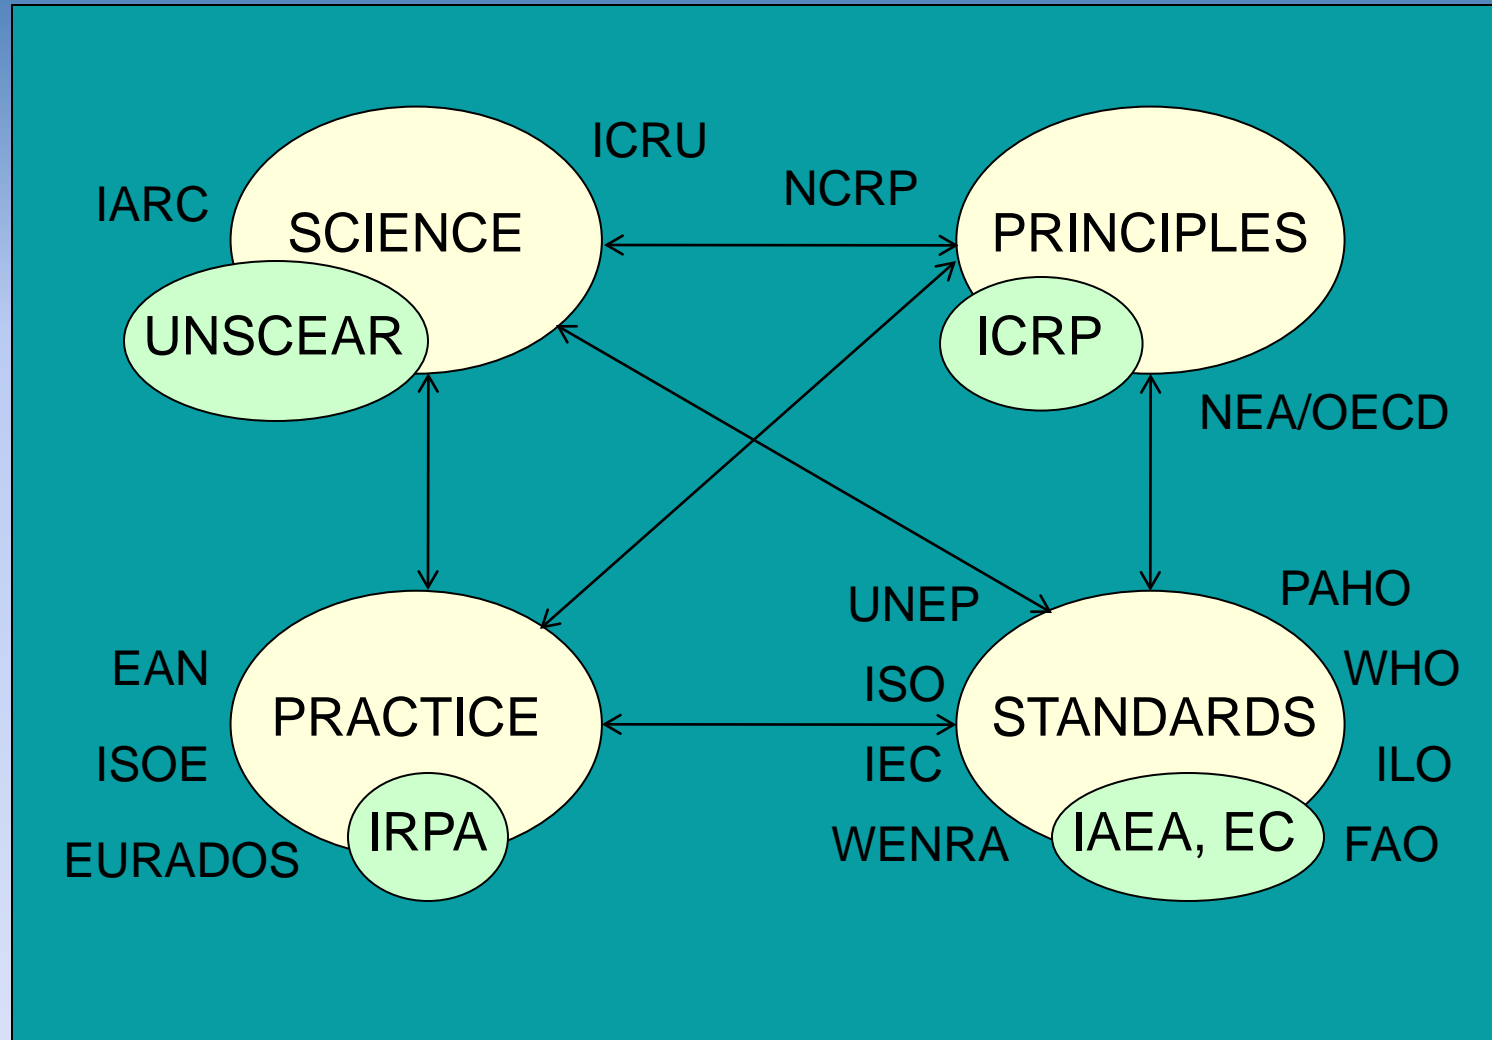 ICRU
NCRP
IARC
SCIENCE
PRINCIPLES
UNSCEAR
ICRP
NEA/OECD
PAHO
UNEP
EAN
WHO
ISO
PRACTICE
STANDARDS
ISOE
IEC
ILO
IRPA
IAEA, EC
EURADOS
WENRA
FAO